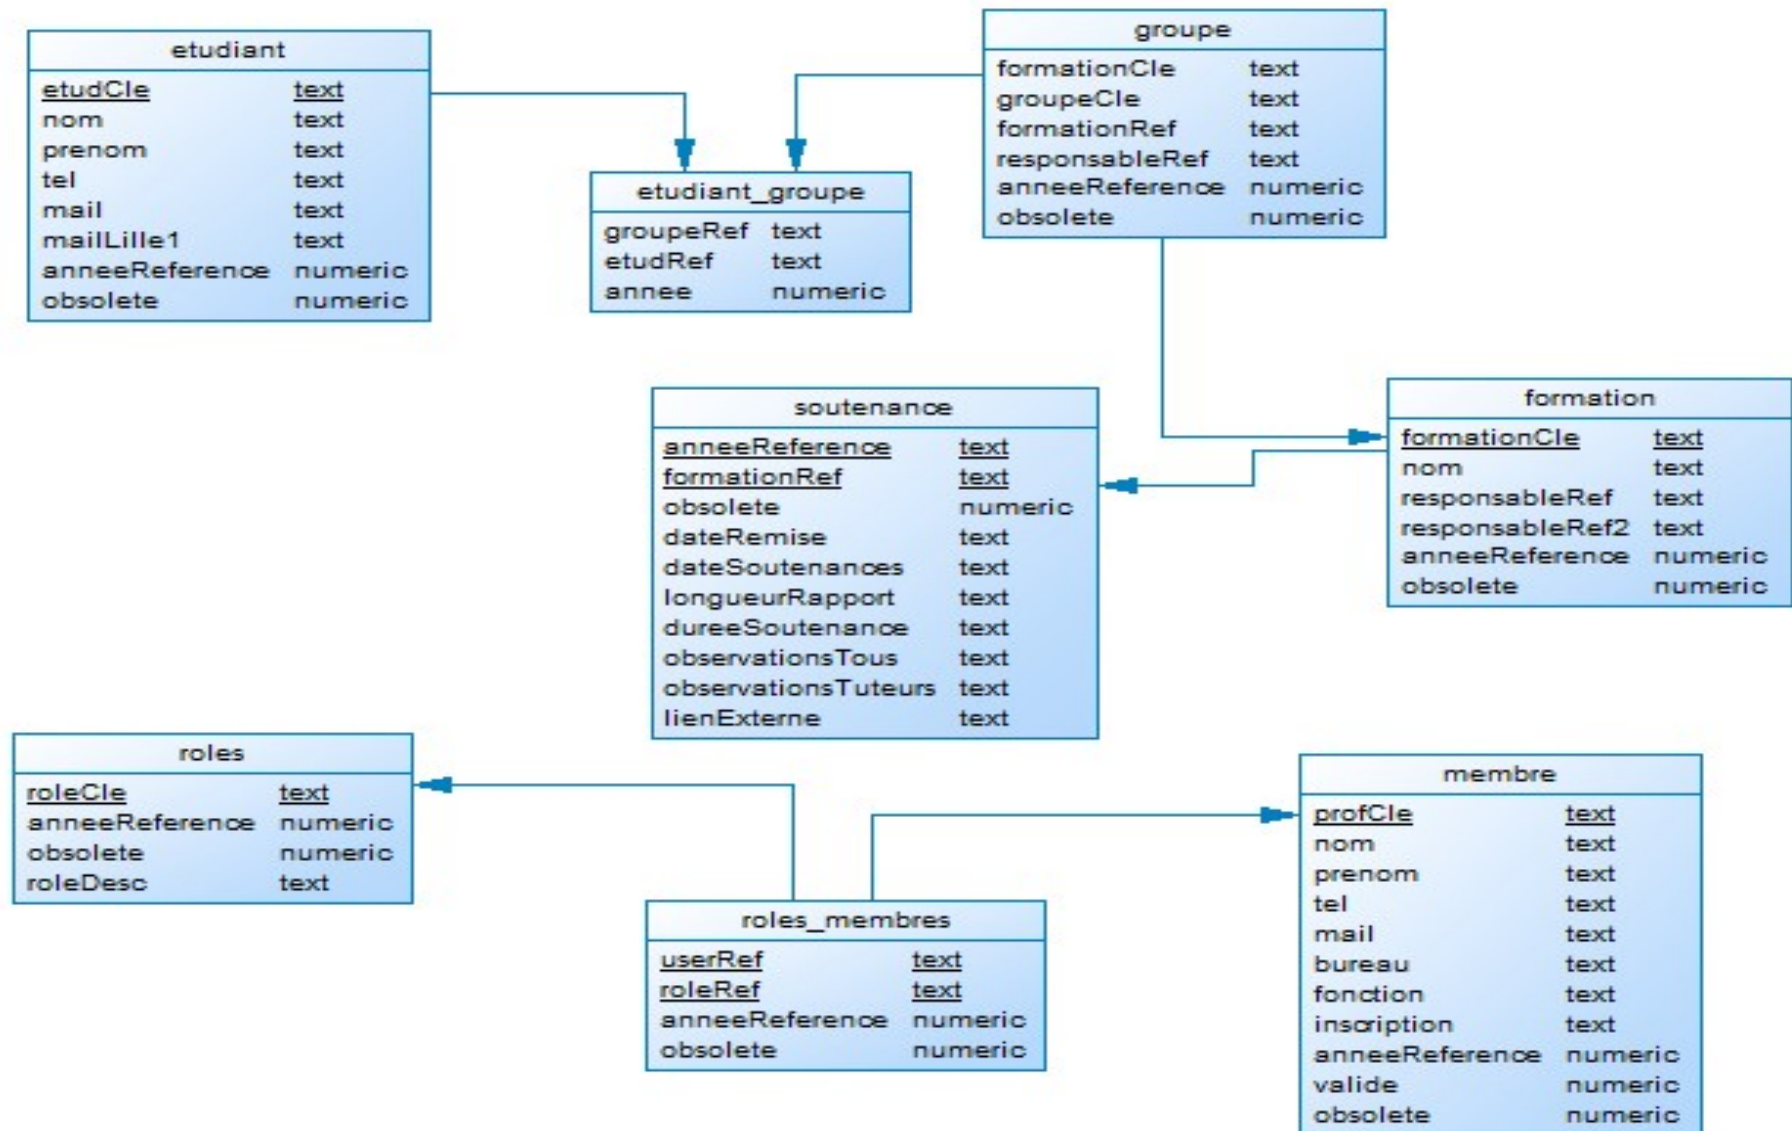 etudiant
etudCle text
nom text
prenom text
tel text
mail text
mailLille1 text
anneeReference numeric
obsolete numeric
groupe
formationCle text
groupeCle text
formationRef text
responsableRef text
anneeReference numeric
obsolete numeric
etudiant_groupe
groupeRef text
etudRef text
annee numeric
soutenance
anneeReference text
formationRef text
obsolete numeric
dateRemise text
dateSoutenances text
longueurRapport text
dureeSoutenance text
observationsTous text
observationsTuteurs text
lienExterne text
formation
formationCle text
nom text
responsableRef text
responsableRef2 text
anneeReference numeric
obsolete numeric
roles
roleCle text
anneeReference numeric
obsolete numeric
roleDesc text
roles_membres
userRef text
roleRef text
anneeReference numeric
obsolete numeric
membre
profCle text
nom text
prenom text
tel text
mail text
bureau text
fonction text
inscription text
anneeReference numeric
valide numeric
obsolete numeric